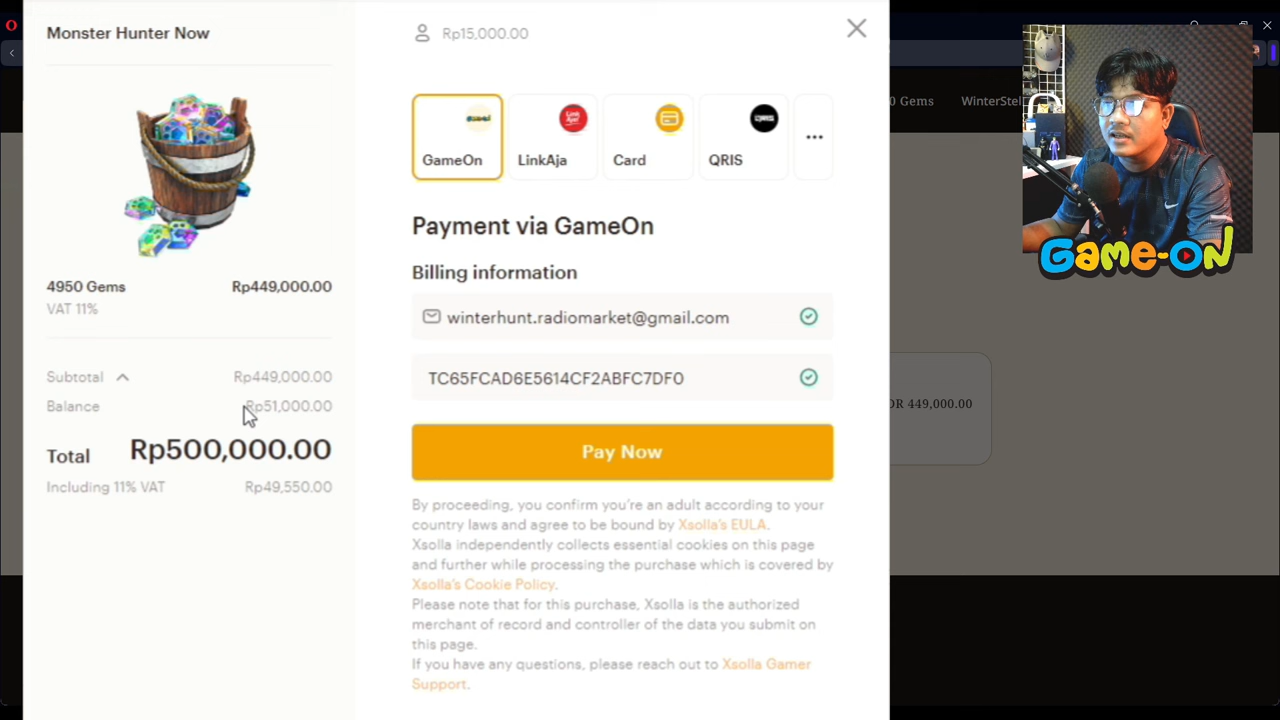 Monster Hunter Now
4950 Gems Rp449,000.00
VAT 11%
Subtotal Rp449,000.00
Balance Rp51,000.00
Total Rp500,000.00
Including 11% VAT Rp49,550.00
Rp15,000.00
GameOn
LinkAja
Card
QRIS
Payment via GameOn
Billing information
winterhunt.radiomarket@gmail.com
TC65FCAD6E5614CF2ABFC7DF0
Pay Now
By proceeding, you confirm you're an adult according to your
country laws and agree to be bound by Xsolla's EULA.
Xsolla independently collects essential cookies on this page
and further while processing the purchase which is covered by
Xsolla's Cookie Policy.
Please note that for this purchase, Xsolla is the authorized
merchant of record and controller of the data you submit on
this page.
If you have any questions, please reach out to Xsolla Gamer
Support.
0 Gems WinterStel
GAME-ON
DR 449,000.00